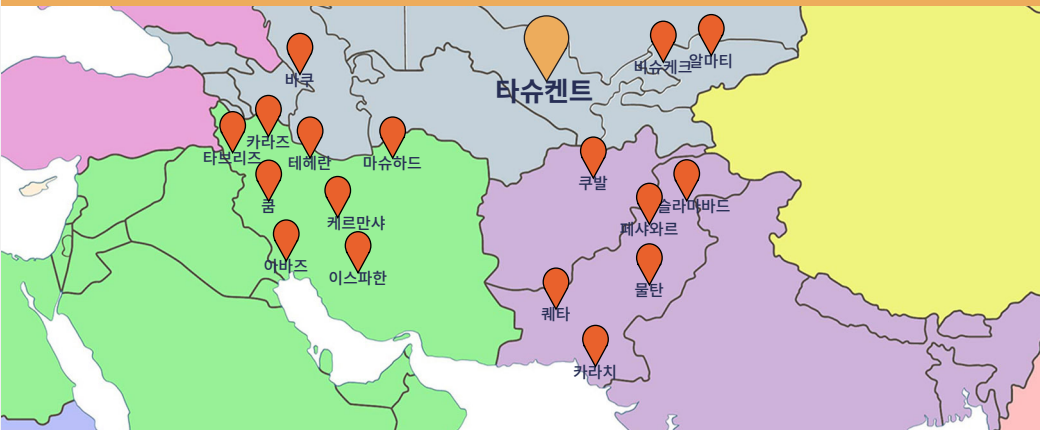 바쿠
비슈케크
알마티
타슈켄트
카라즈
타브리즈
테헤란
마슈하드
쿠발
쿰
슬라마바드
케르만샤
페샤와르
아바즈
이스파한
물탄
퀘타
카라치